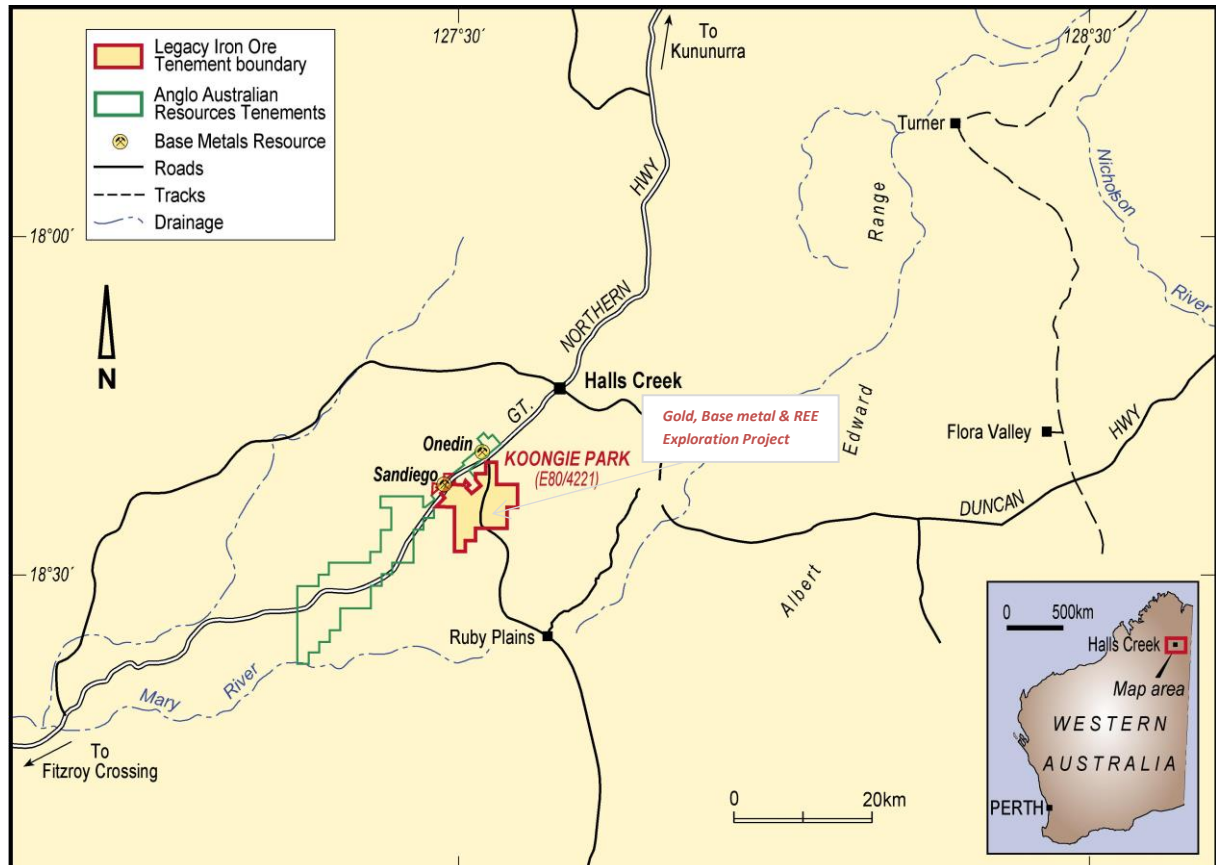 127°30´
128°30´
To
Kununurra
Legacy Iron Ore
Tenement boundary
Anglo Australian
Resources Tenements
Base Metals Resource
Roads
Tracks
Drainage
Turner
Nicholson
River
HWY
Range
18°00´
NORTHERN
N
Halls Creek
GT.
Gold, Base metal & REE
Exploration Project
Edward
Flora Valley
HWY
Onedin
KOONGIE PARK
(E80/4221)
Sandiego
DUNCAN
18°30´
Albert
Ruby Plains
Mary
River
To
Fitzroy Crossing
0
20km
0
500km
Halls Creek
Map area
WESTERN
AUSTRALIA
PERTH